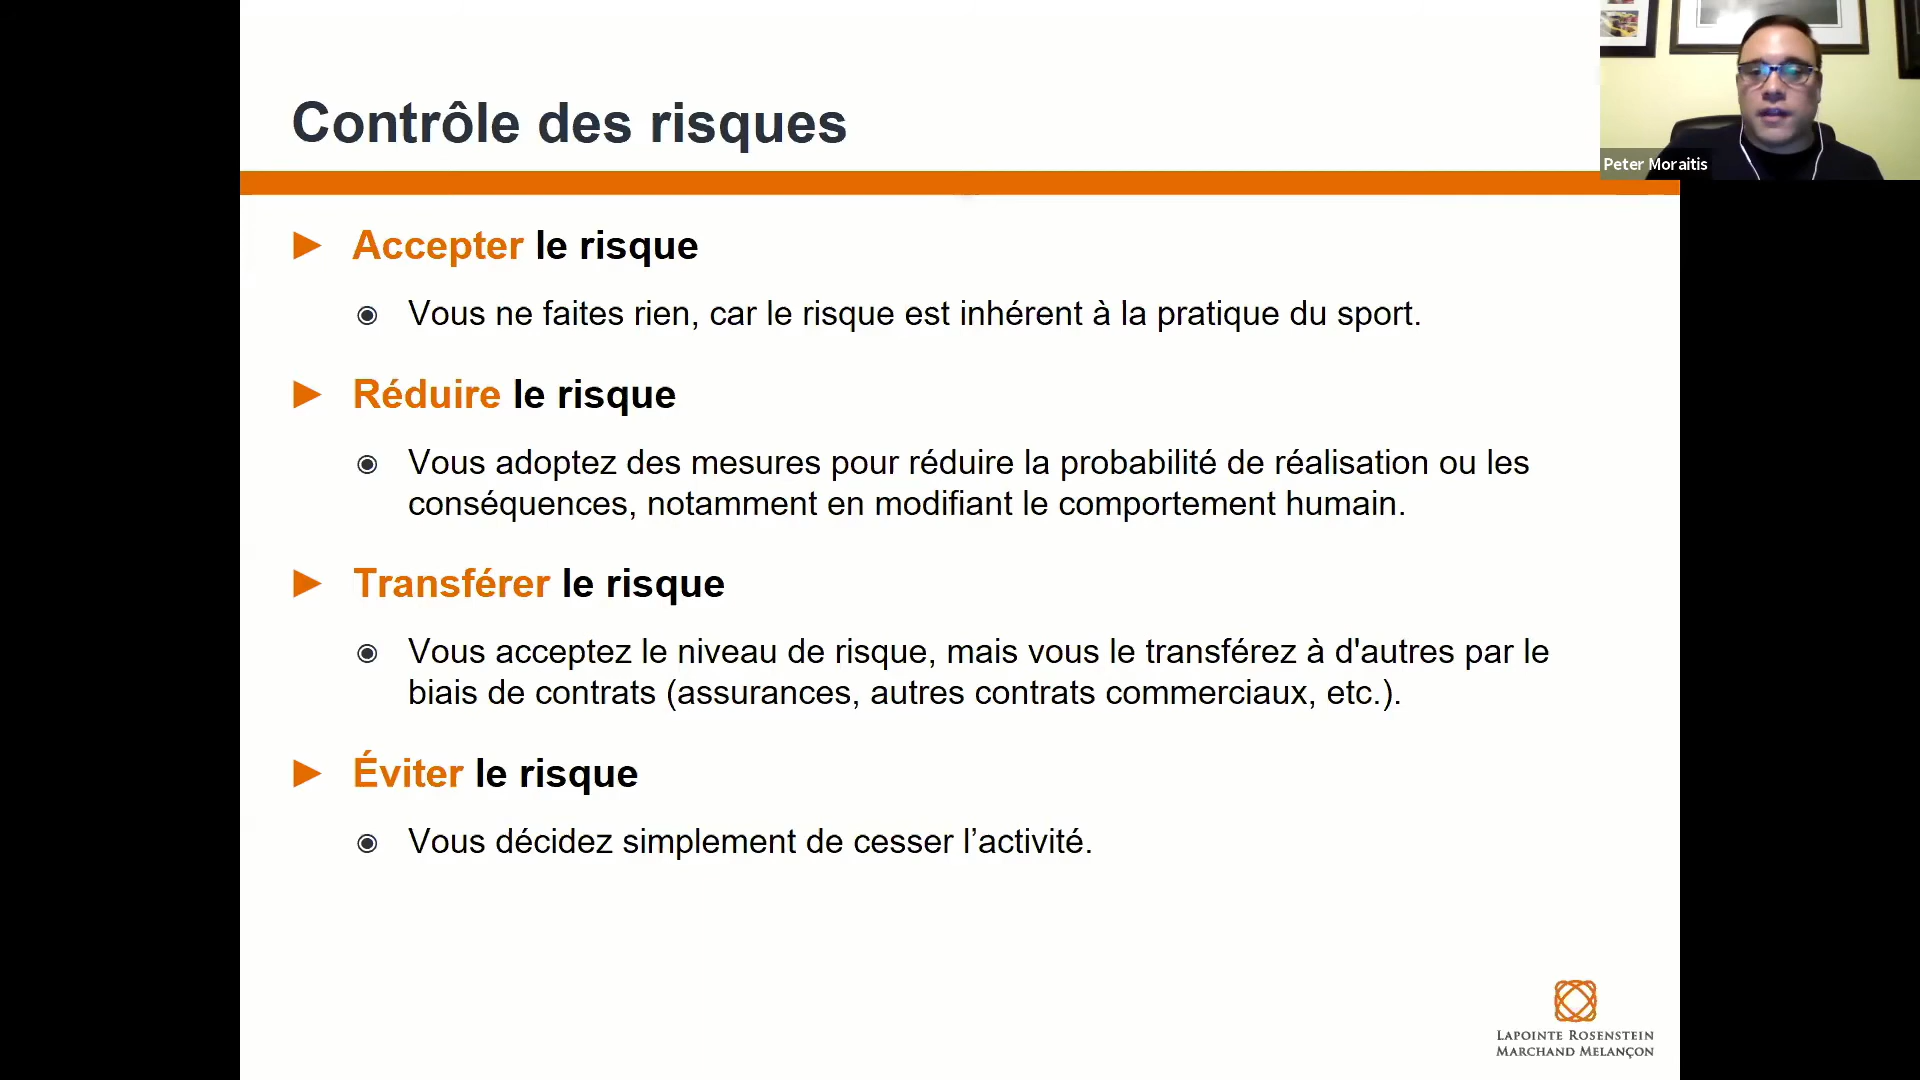 Contrôle des risques
Peter Moraitis
► Accepter le risque
◉ Vous ne faites rien, car le risque est inhérent à la pratique du sport.
► Réduire le risque
◉ Vous adoptez des mesures pour réduire la probabilité de réalisation ou les
conséquences, notamment en modifiant le comportement humain.
► Transférer le risque
◉ Vous acceptez le niveau de risque, mais vous le transférez à d'autres par le
biais de contrats (assurances, autres contrats commerciaux, etc.).
► Éviter le risque
◉ Vous décidez simplement de cesser l’activité.
LAPOINTE ROSENSTEIN
MARCHAND MELANÇON